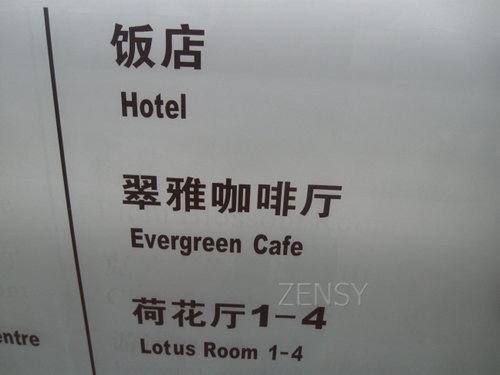 饭店
Hotel
翠雅咖啡厅
Evergreen Cafe
荷花厅1-4
Lotus Room 1-4
entre
ZENSY